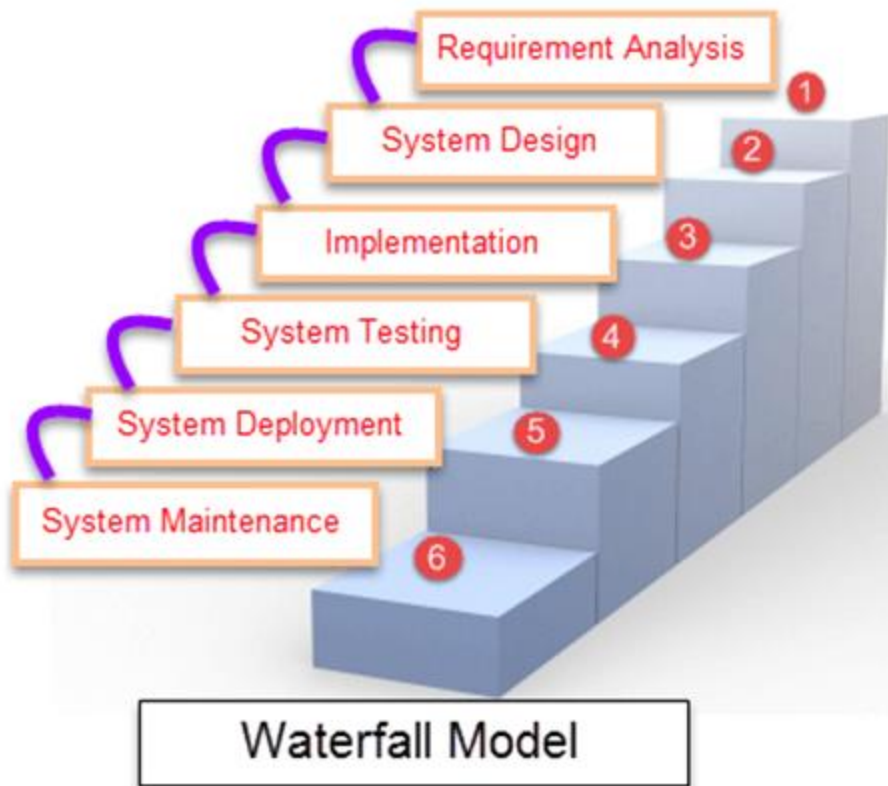 Requirement Analysis
1
System Design
2
Implementation
3
System Testing
4
System Deployment
5
System Maintenance
6
Waterfall Model